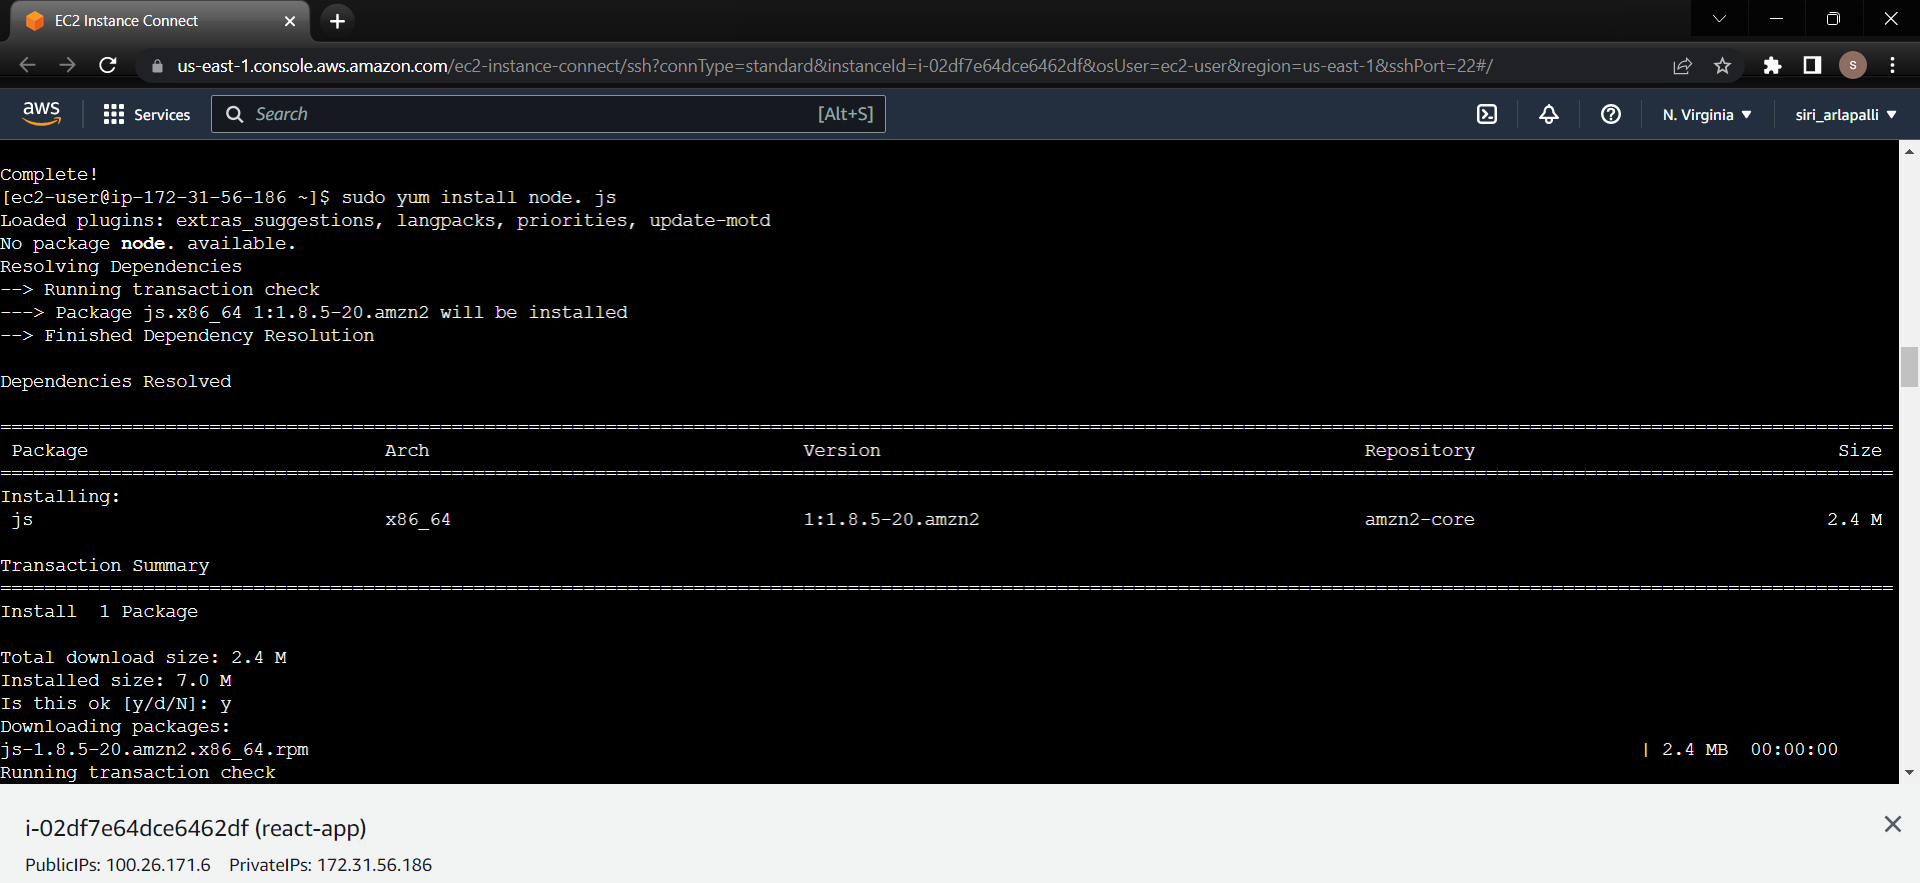 EC2 Instance Connect
us-east-1.console.aws.amazon.com/ec2-instance-connect/ssh?connType=standard&instanceId=i-02df7e64dce6462df&osUser=ec2-user&region=us-east-1&sshPort=22#/
S
aws Services Search [Alt+S] N. Virginia ▼ siri_arlapalli ▼
Complete!
[ec2-user@ip-172-31-56-186 ~]$ sudo yum install node. js
Loaded plugins: extras_suggestions, langpacks, priorities, update-motd
No package node. available.
Resolving Dependencies
--> Running transaction check
---> Package js.x86_64 1:1.8.5-20.amzn2 will be installed
--> Finished Dependency Resolution
Dependencies Resolved
Package Arch Version Repository Size
Installing:
js x86_64 1:1.8.5-20.amzn2 amzn2-core 2.4 M
Transaction Summary
Install 1 Package
Total download size: 2.4 M
Installed size: 7.0 M
Is this ok [y/d/N]: y
Downloading packages:
js-1.8.5-20.amzn2.x86_64.rpm | 2.4 MB 00:00:00
Running transaction check
i-02df7e64dce6462df (react-app)
PublicIPs: 100.26.171.6 PrivateIPs: 172.31.56.186